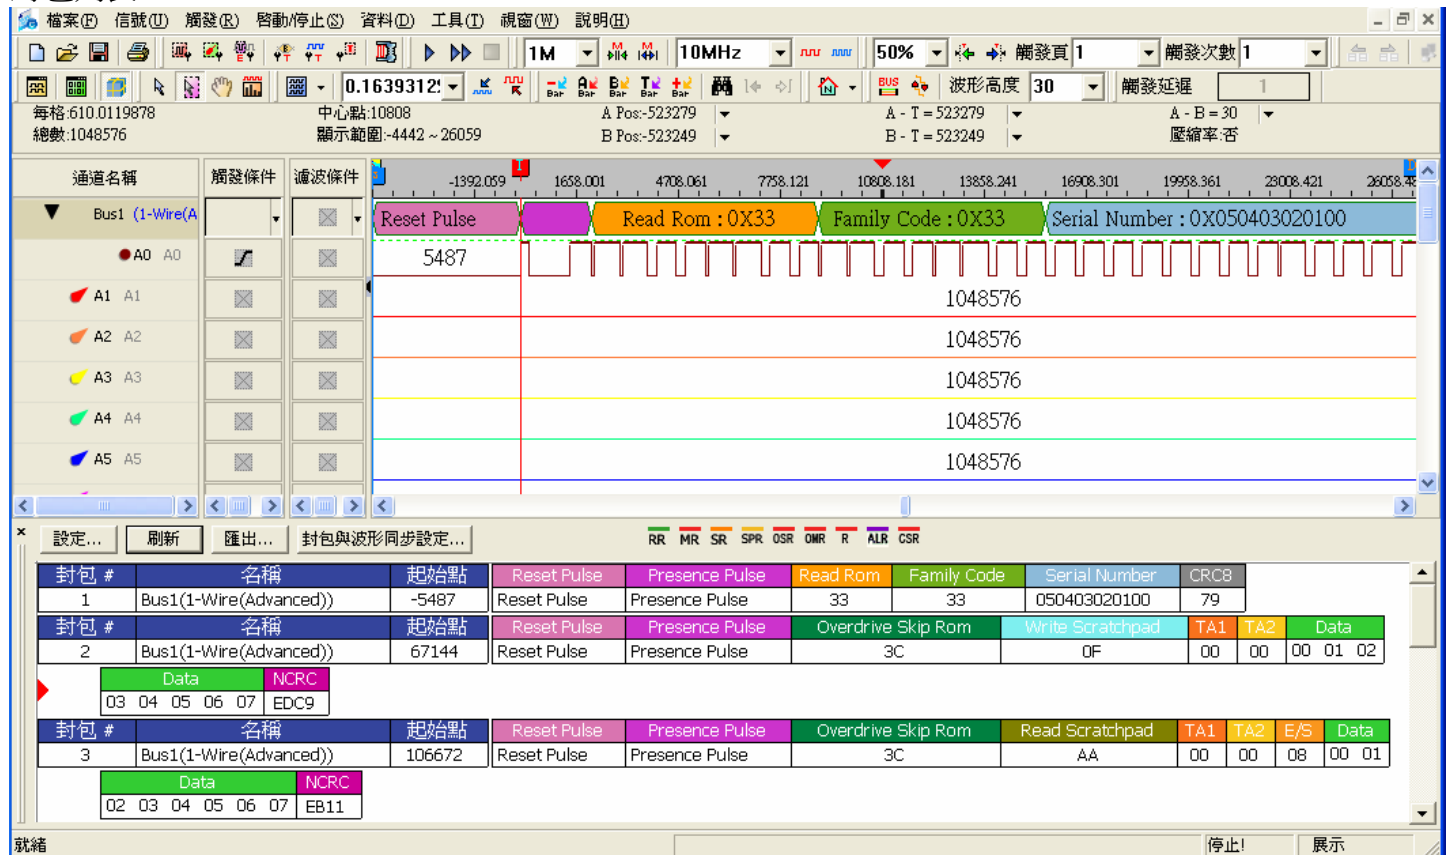 檔案(F) 信號(U) 觸發(R) 啓動/停止(S) 資料(D) 工具(T) 視窗(W) 說明(H)
1M 10MHz 50% 觸發頁 1 觸發次數 1
0.1639312 Bar Bar Bar Bar Bar BUS 波形高度 30 觸發延遲 1
每格:610.0119878 中心點:10808 A Pos:-523279 A - T = 523279 A - B = 30
總數:1048576 顯示範圍:-4442 ~ 26059 B Pos:-523249 B - T = 523249 壓縮率:否
通道名稱 觸發條件 濾波條件 -1392.059 1658.001 4708.061 7758.121 10808.181 13858.241 16908.301 19958.361 23008.421 26058.4
Bus1 (1-Wire(A Reset Pulse Read Rom : 0X33 Family Code : 0X33 Serial Number : 0X050403020100
A0 A0 5487
A1 A1 1048576
A2 A2 1048576
A3 A3 1048576
A4 A4 1048576
A5 A5 1048576
設定... 刷新 匯出... 封包與波形同步設定... RR MR SR SPR OSR OMR R ALR CSR
封包 # 名稱 起始點 Reset Pulse Presence Pulse Read Rom Family Code Serial Number CRC8
1 Bus1(1-Wire(Advanced)) -5487 Reset Pulse Presence Pulse 33 33 050403020100 79
封包 # 名稱 起始點 Reset Pulse Presence Pulse Overdrive Skip Rom Write Scratchpad TA1 TA2 Data
2 Bus1(1-Wire(Advanced)) 67144 Reset Pulse Presence Pulse 3C 0F 00 00 00 01 02
Data NCRC
03 04 05 06 07 EDC9
封包 # 名稱 起始點 Reset Pulse Presence Pulse Overdrive Skip Rom Read Scratchpad TA1 TA2 E/S Data
3 Bus1(1-Wire(Advanced)) 106672 Reset Pulse Presence Pulse 3C AA 00 00 08 00 01
Data NCRC
02 03 04 05 06 07 EB11
就緒 停止! 展示